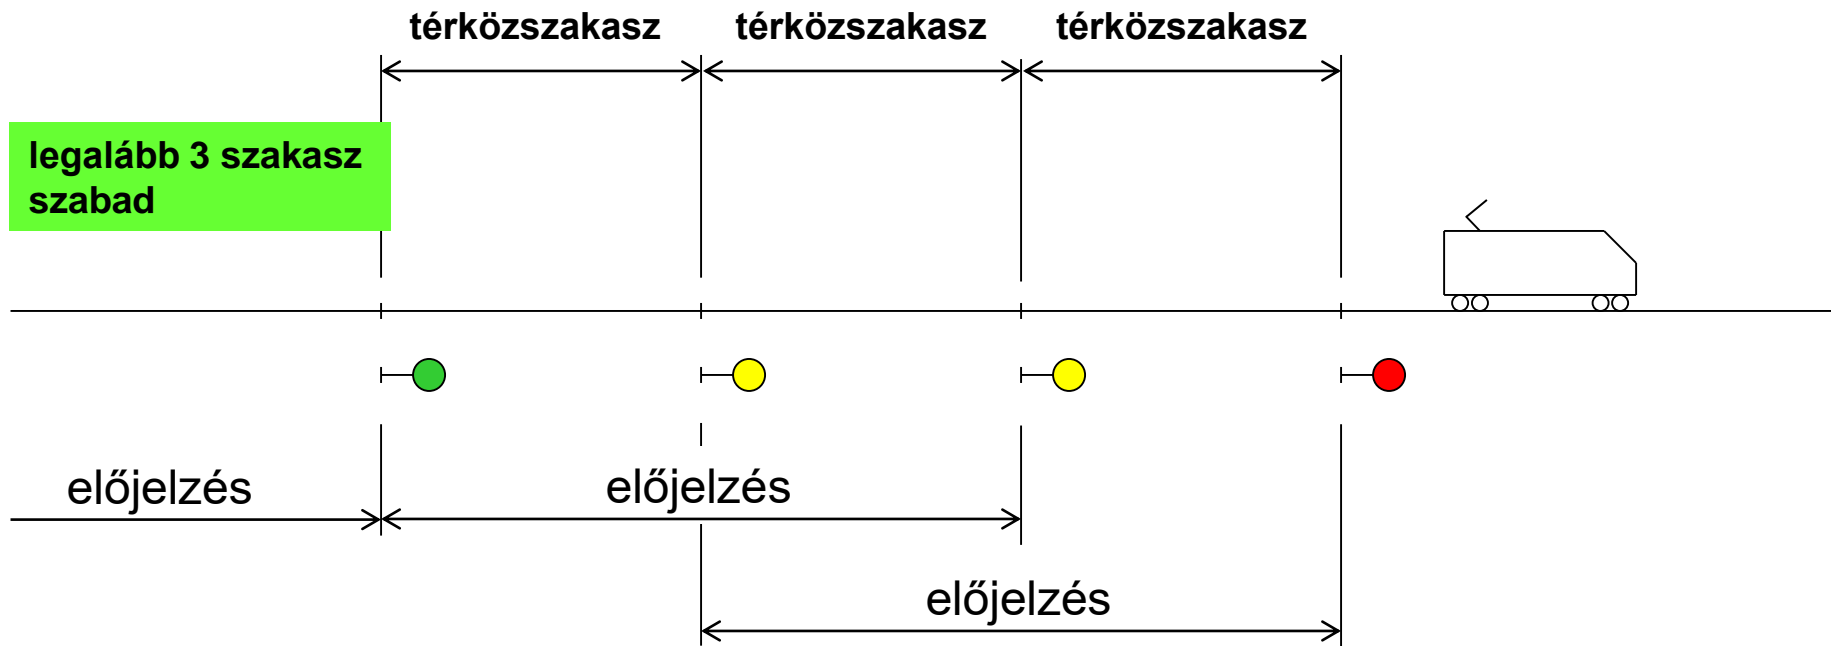 térközszakasz térközszakasz térközszakasz
legalább 3 szakasz
szabad
előjelzés előjelzés
előjelzés